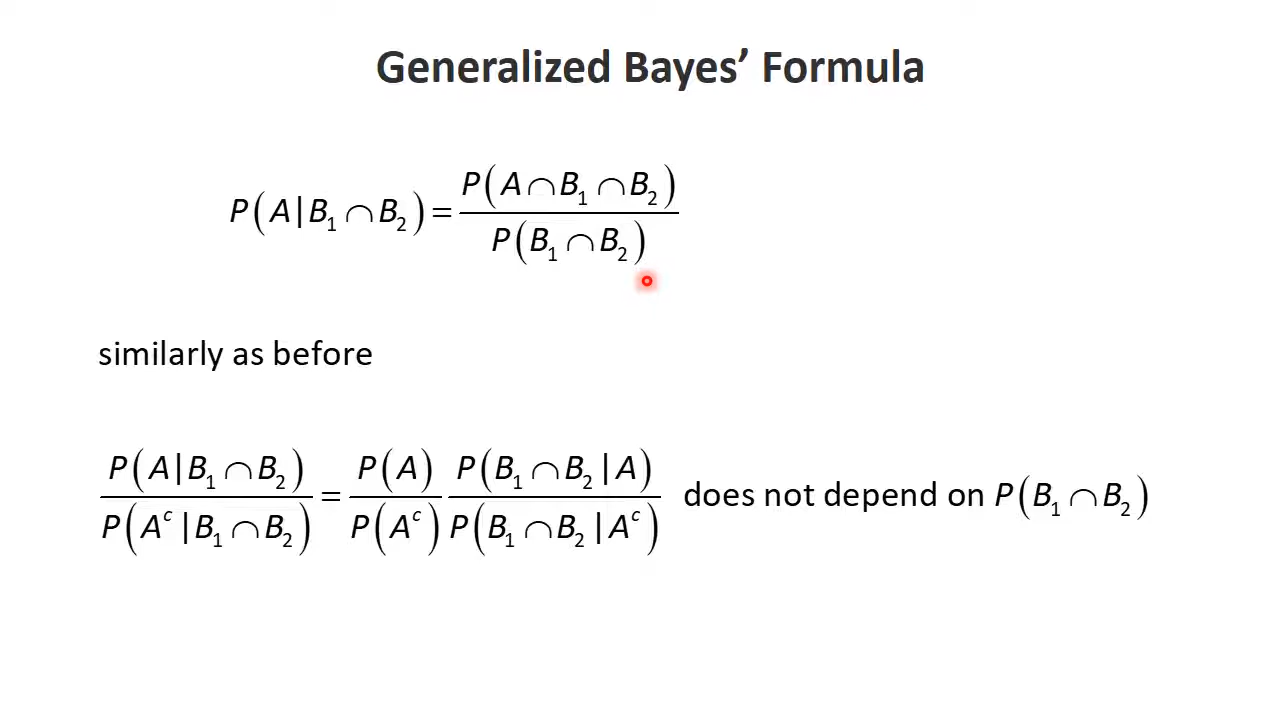 Generalized Bayes’ Formula
P(A|B₁∩B₂) = P(A∩B₁∩B₂) / P(B₁∩B₂)
similarly as before
P(A|B₁∩B₂) / P(Aᶜ|B₁∩B₂) = P(A) / P(Aᶜ) P(B₁∩B₂|A) / P(B₁∩B₂|Aᶜ) does not depend on P(B₁∩B₂)